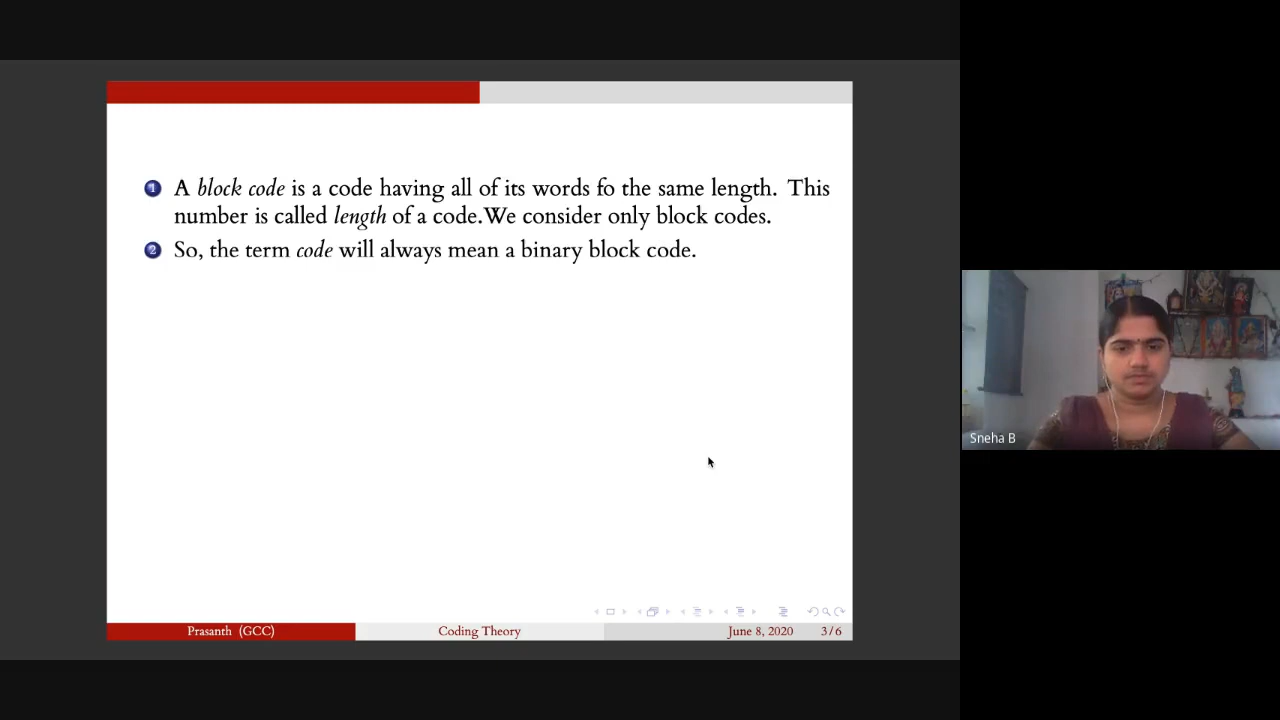 1 A block code is a code having all of its words fo the same length. This
number is called length of a code.We consider only block codes.
2 So, the term code will always mean a binary block code.
Sneha B
Prasanth (GCC) Coding Theory June 8, 2020 3/6